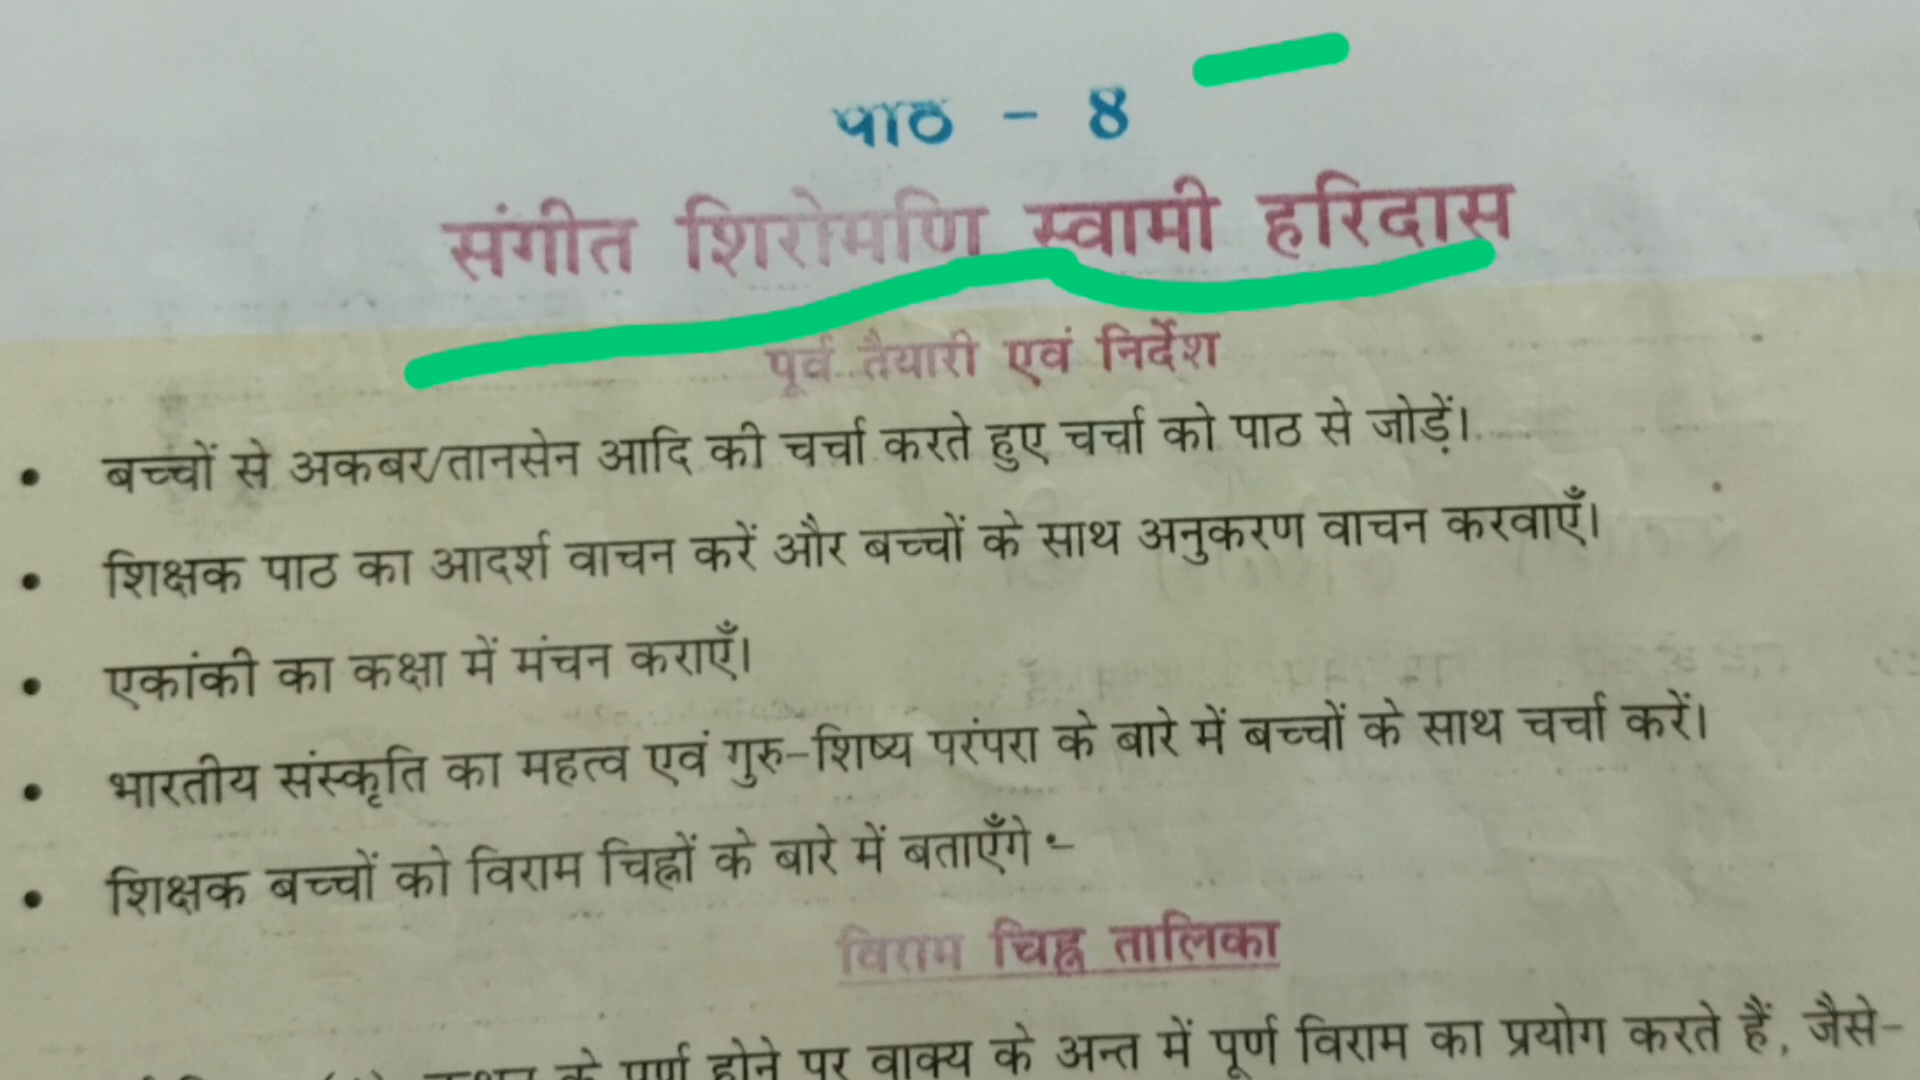 पाठ - 8
संगीत शिरोमणि स्वामी हरिदास
पूर्व तैयारी एवं निर्देश
• बच्चों से अकबर/तानसेन आदि की चर्चा करते हुए चर्चा को पाठ से जोड़ें।
• शिक्षक पाठ का आदर्श वाचन करें और बच्चों के साथ अनुकरण वाचन करवाएँ।
• एकांकी का कक्षा में मंचन कराएँ।
• भारतीय संस्कृति का महत्व एवं गुरु-शिष्य परंपरा के बारे में बच्चों के साथ चर्चा करें।
• शिक्षक बच्चों को विराम चिह्नों के बारे में बताएँगे :-
विराम चिह्न तालिका
के पूर्ण होने पर वाक्य के अन्त में पूर्ण विराम का प्रयोग करते हैं, जैसे-